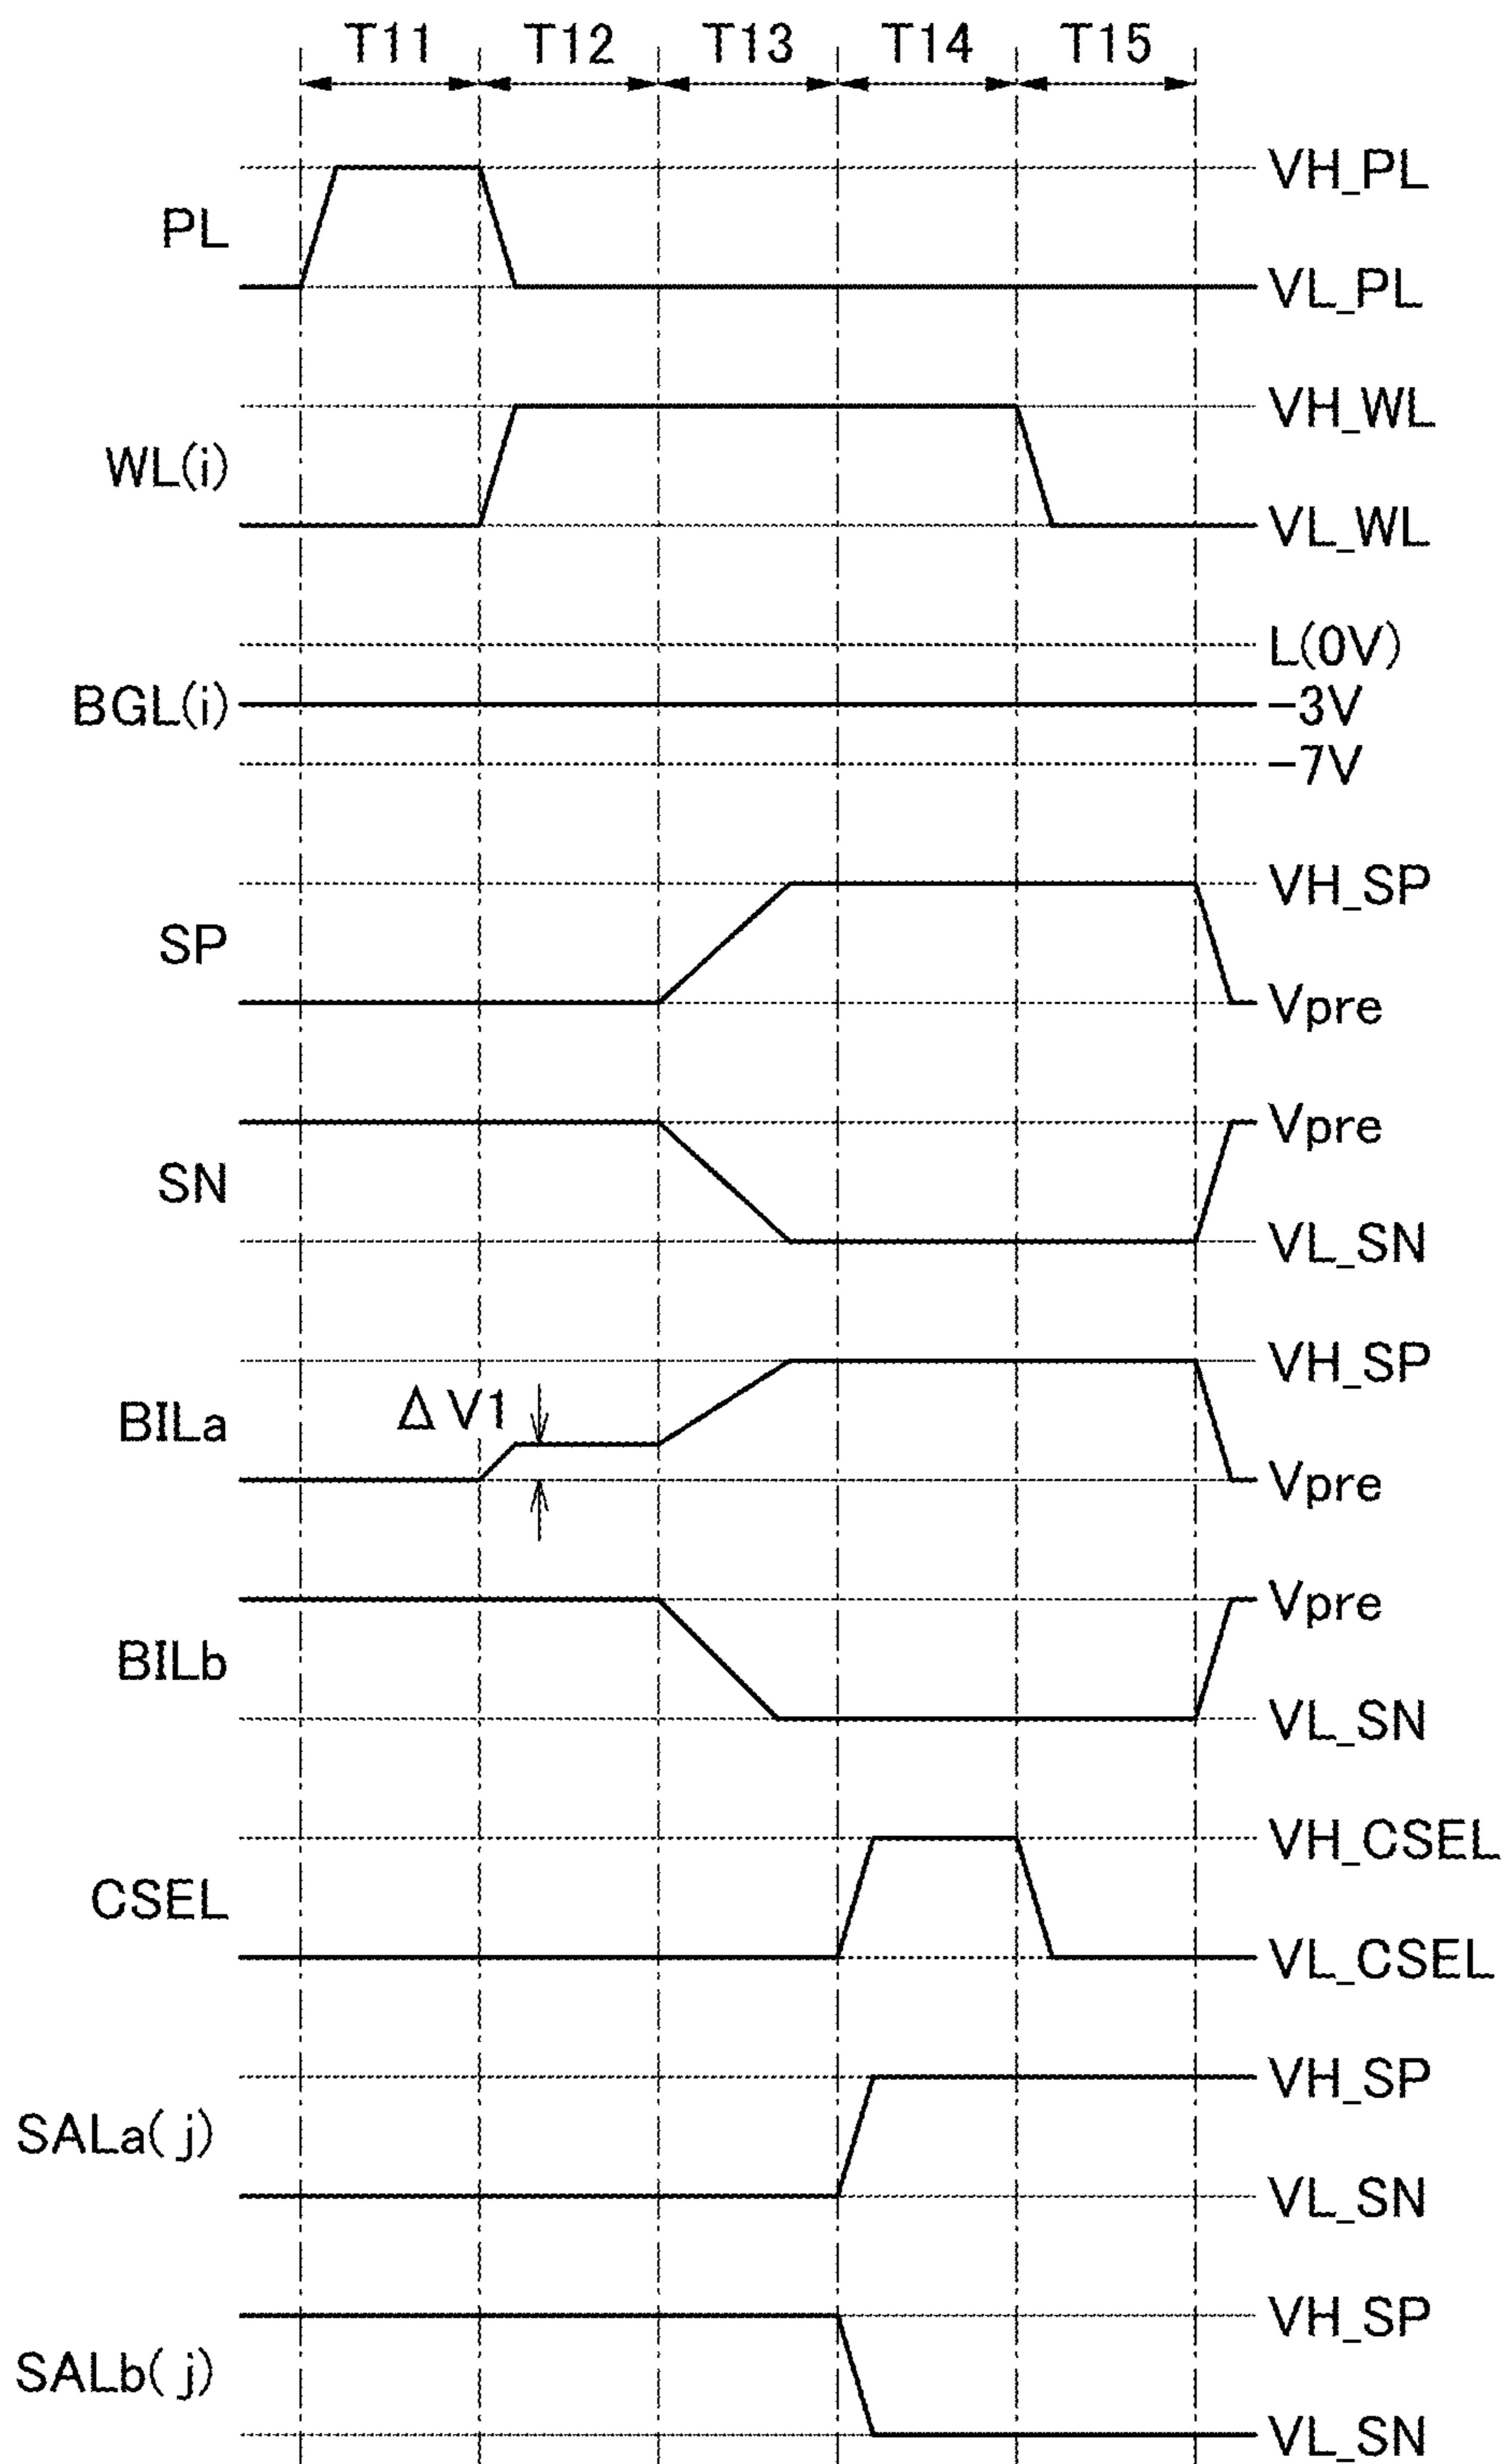 T11 T12 T13 T14 T15
VH_PL
PL
VL_PL
VH_WL
WL(i)
VL_WL
L(0V)
BGL(i)
-3V
-7V
VH_SP
SP
Vpre
Vpre
SN
VL_SN
VH_SP
ΔV1
BILa
Vpre
Vpre
BILb
VL_SN
VH_CSEL
CSEL
VL_CSEL
VH_SP
SALa(j)
VL_SN
VH_SP
SALb(j)
VL_SN